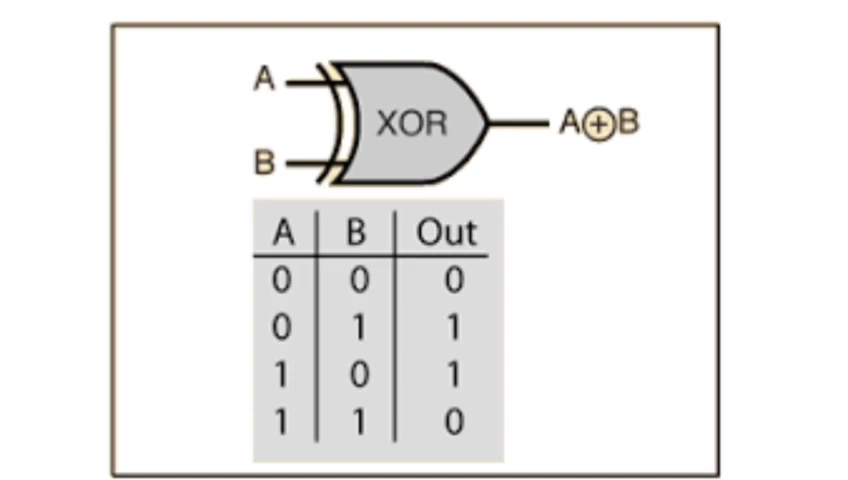 A
XOR
A⊕B
B
A B Out
0 0 0
0 1 1
1 0 1
1 1 0